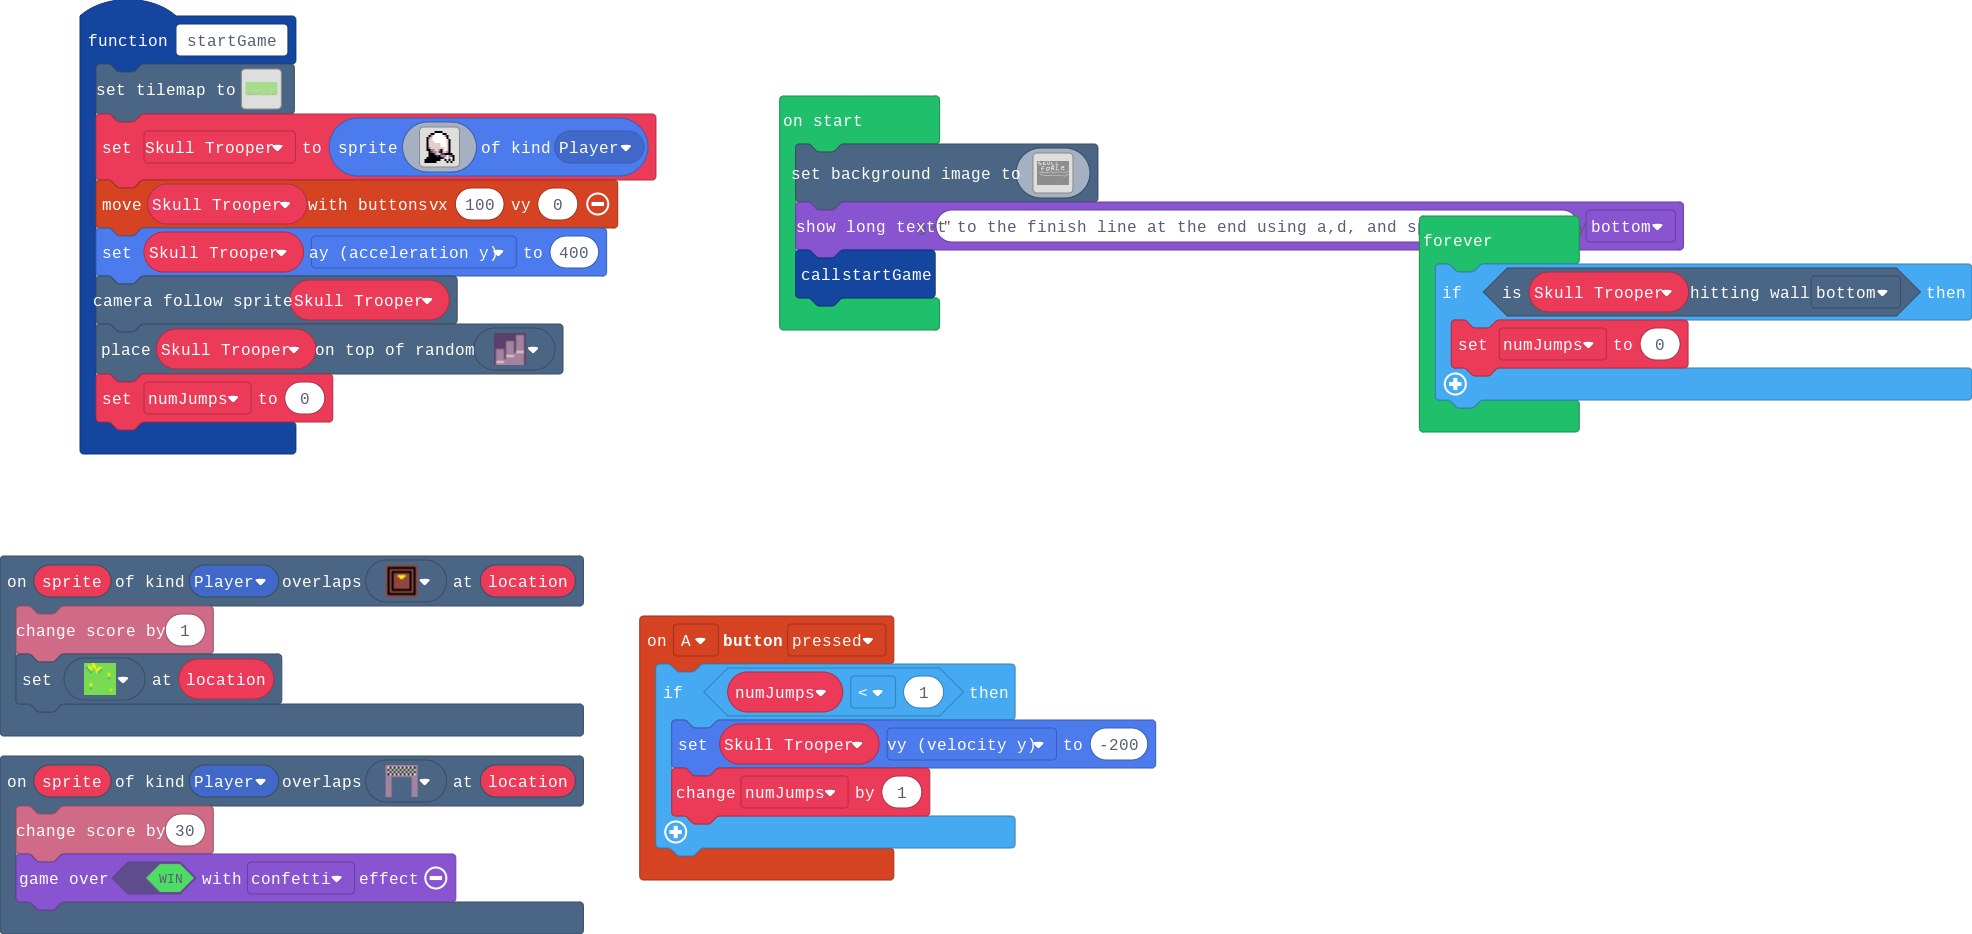 function startGame
set tilemap to
set Skull Trooper to sprite of kind Player
move Skull Trooper with buttons vx 100 vy 0
set Skull Trooper ay (acceleration y) to 400
camera follow sprite Skull Trooper
place Skull Trooper on top of random
set numJumps to 0
on start
set background image to
SKULL FORCE
show long text " to the finish line at the end using a,d, and s bottom
call startGame
forever
if is Skull Trooper hitting wall bottom then
set numJumps to 0
on sprite of kind Player overlaps at location
change score by 1
set at location
on sprite of kind Player overlaps at location
change score by 30
game over WIN with confetti effect
on A button pressed
if numJumps < 1 then
set Skull Trooper vy (velocity y) to -200
change numJumps by 1